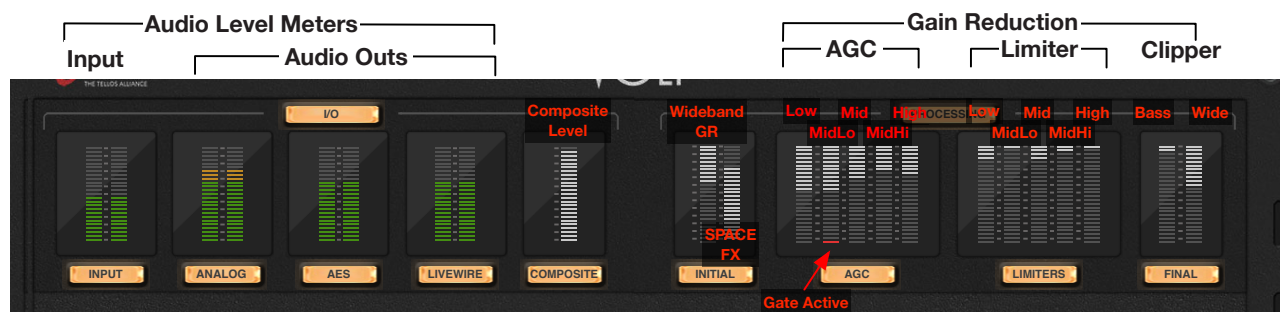 Audio Level Meters
Gain Reduction
Input
Audio Outs
AGC
Limiter
Clipper
THE TELLOS ALLIANCE
I/O
Composite
Level
Wideband
GR
Low
Mid
High
MidLo
MidHi
Low
Mid
High
MidLo
MidHi
Bass
Wide
SPACE
FX
INPUT
ANALOG
AES
LIVEWIRE
COMPOSITE
INITIAL
AGC
LIMITERS
FINAL
Gate Active